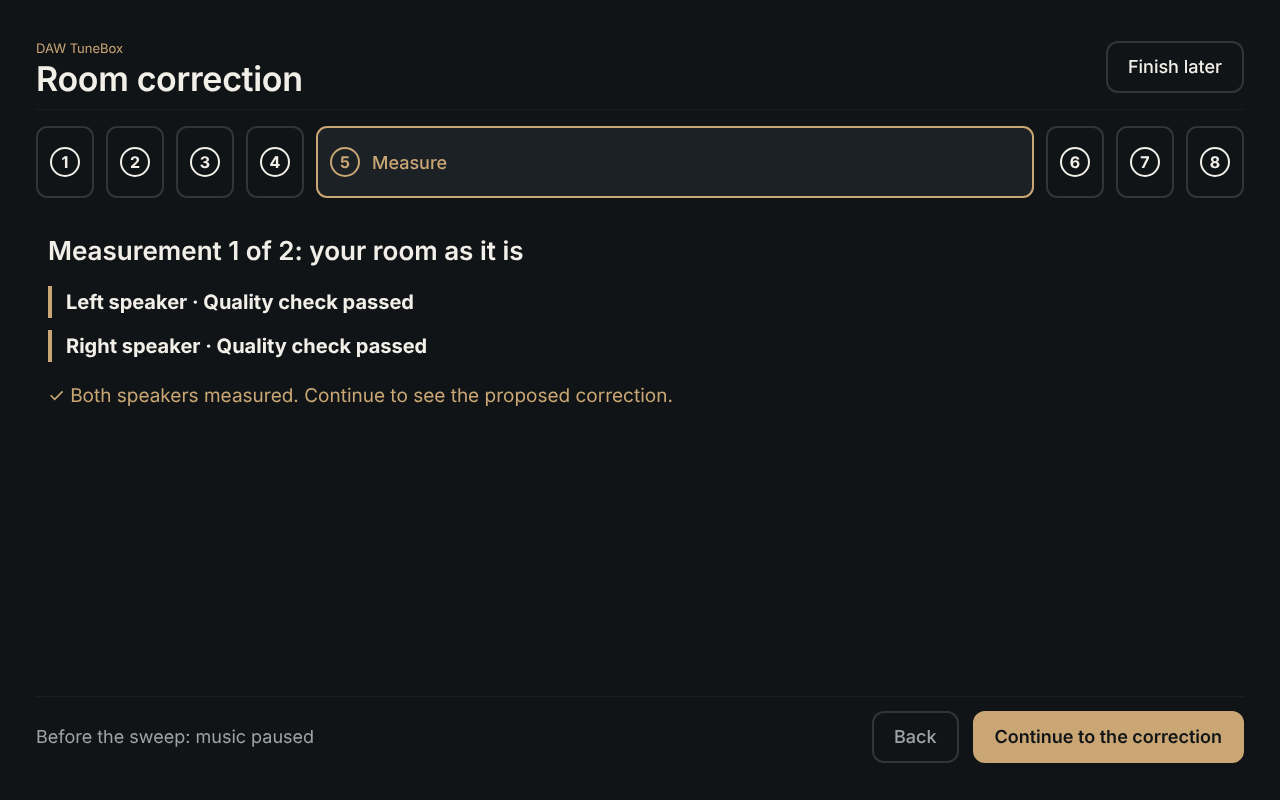 DAW TuneBox
Room correction
Finish later
1
2
3
4
5 Measure
6
7
8
Measurement 1 of 2: your room as it is
Left speaker · Quality check passed
Right speaker · Quality check passed
✓ Both speakers measured. Continue to see the proposed correction.
Before the sweep: music paused
Back
Continue to the correction